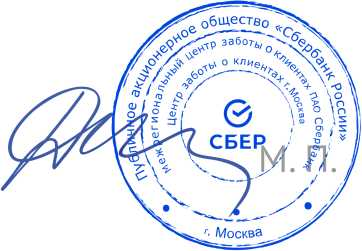 Публичное акционерное общество «Сбербанк России»
Межрегиональный центр заботы о клиентах ПАО Сбербанк
Центр заботы о клиентах г.Москва
СБЕР
М. П.
г. Москва